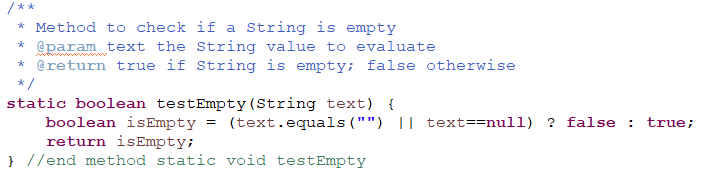 /**
 * Method to check if a String is empty
 * @param text the String value to evaluate
 * @return true if String is empty; false otherwise
 */
static boolean testEmpty(String text) {
    boolean isEmpty = (text.equals("") || text==null) ? false : true;
    return isEmpty;
} //end method static void testEmpty